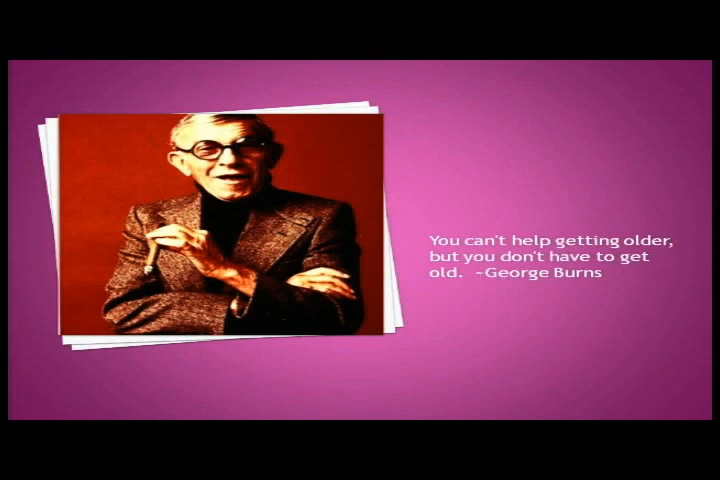 You can't help getting older,
but you don't have to get
old.  -George Burns